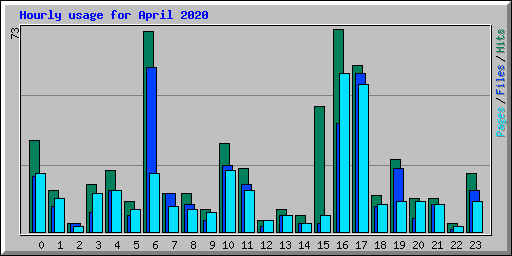 Hourly usage for April 2020
73
Pages / Files / Hits
0 1 2 3 4 5 6 7 8 9 10 11 12 13 14 15 16 17 18 19 20 21 22 23